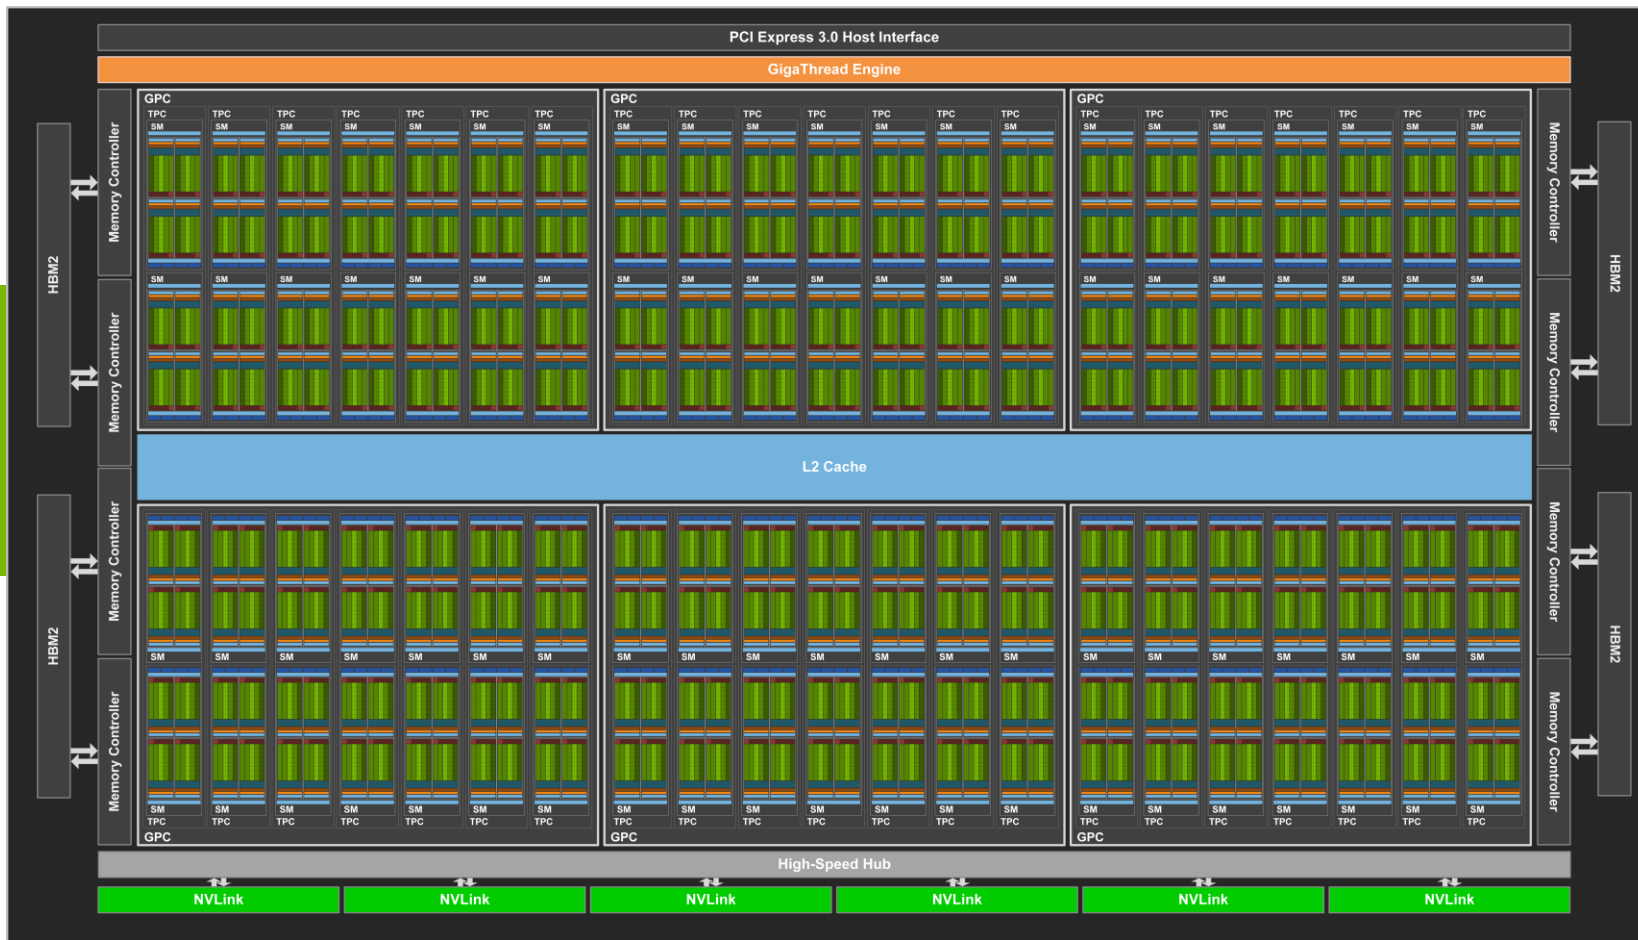 PCI Express 3.0 Host Interface
GigaThread Engine
GPC GPC GPC
TPC TPC TPC TPC TPC TPC TPC TPC TPC TPC TPC TPC TPC TPC TPC TPC TPC TPC TPC TPC TPC
SM SM SM SM SM SM SM SM SM SM SM SM SM SM SM SM SM SM SM SM SM
Memory Controller
Memory Controller
HBM2
HBM2
SM SM SM SM SM SM SM SM SM SM SM SM SM SM SM SM SM SM SM SM SM
Memory Controller
Memory Controller
L2 Cache
Memory Controller
Memory Controller
HBM2
HBM2
SM SM SM SM SM SM SM SM SM SM SM SM SM SM SM SM SM SM SM SM SM
Memory Controller
Memory Controller
SM SM SM SM SM SM SM SM SM SM SM SM SM SM SM SM SM SM SM SM SM
TPC TPC TPC TPC TPC TPC TPC TPC TPC TPC TPC TPC TPC TPC TPC TPC TPC TPC TPC TPC TPC
GPC GPC GPC
High-Speed Hub
NVLink NVLink NVLink NVLink NVLink NVLink